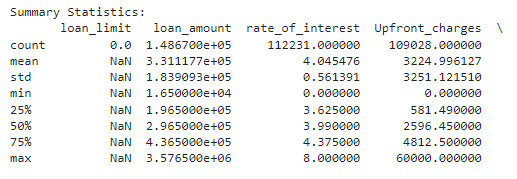 Summary Statistics:
loan_limit loan_amount rate_of_interest Upfront_charges \
count 0.0 1.486700e+05 112231.000000 109028.000000
mean NaN 3.311177e+05 4.045476 3224.996127
std NaN 1.839093e+05 0.561391 3251.121510
min NaN 1.650000e+04 0.000000 0.000000
25% NaN 1.965000e+05 3.625000 581.490000
50% NaN 2.965000e+05 3.990000 2596.450000
75% NaN 4.365000e+05 4.375000 4812.500000
max NaN 3.576500e+06 8.000000 60000.000000